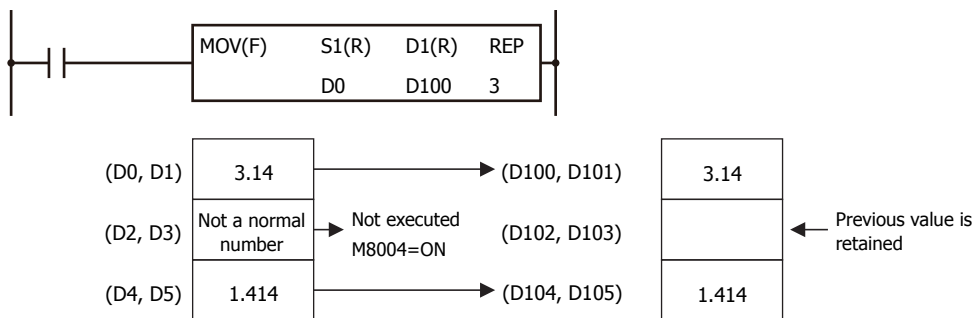 MOV(F) S1(R) D1(R) REP
D0 D100 3
(D0, D1) 3.14 (D100, D101) 3.14
(D2, D3) Not a normal number Not executed M8004=ON (D102, D103) Previous value is retained
(D4, D5) 1.414 (D104, D105) 1.414